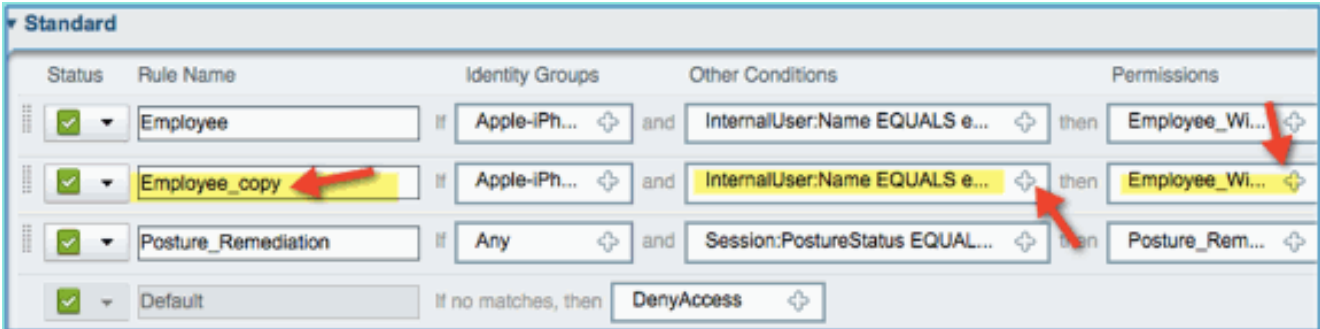 Standard
Status Rule Name Identity Groups Other Conditions Permissions
Employee If Apple-iPh... and InternalUser:Name EQUALS e... then Employee_Wi...
Employee_copy If Apple-iPh... and InternalUser:Name EQUALS e... then Employee_Wi...
Posture_Remediation If Any and Session:PostureStatus EQUAL... then Posture_Rem...
Default If no matches, then DenyAccess